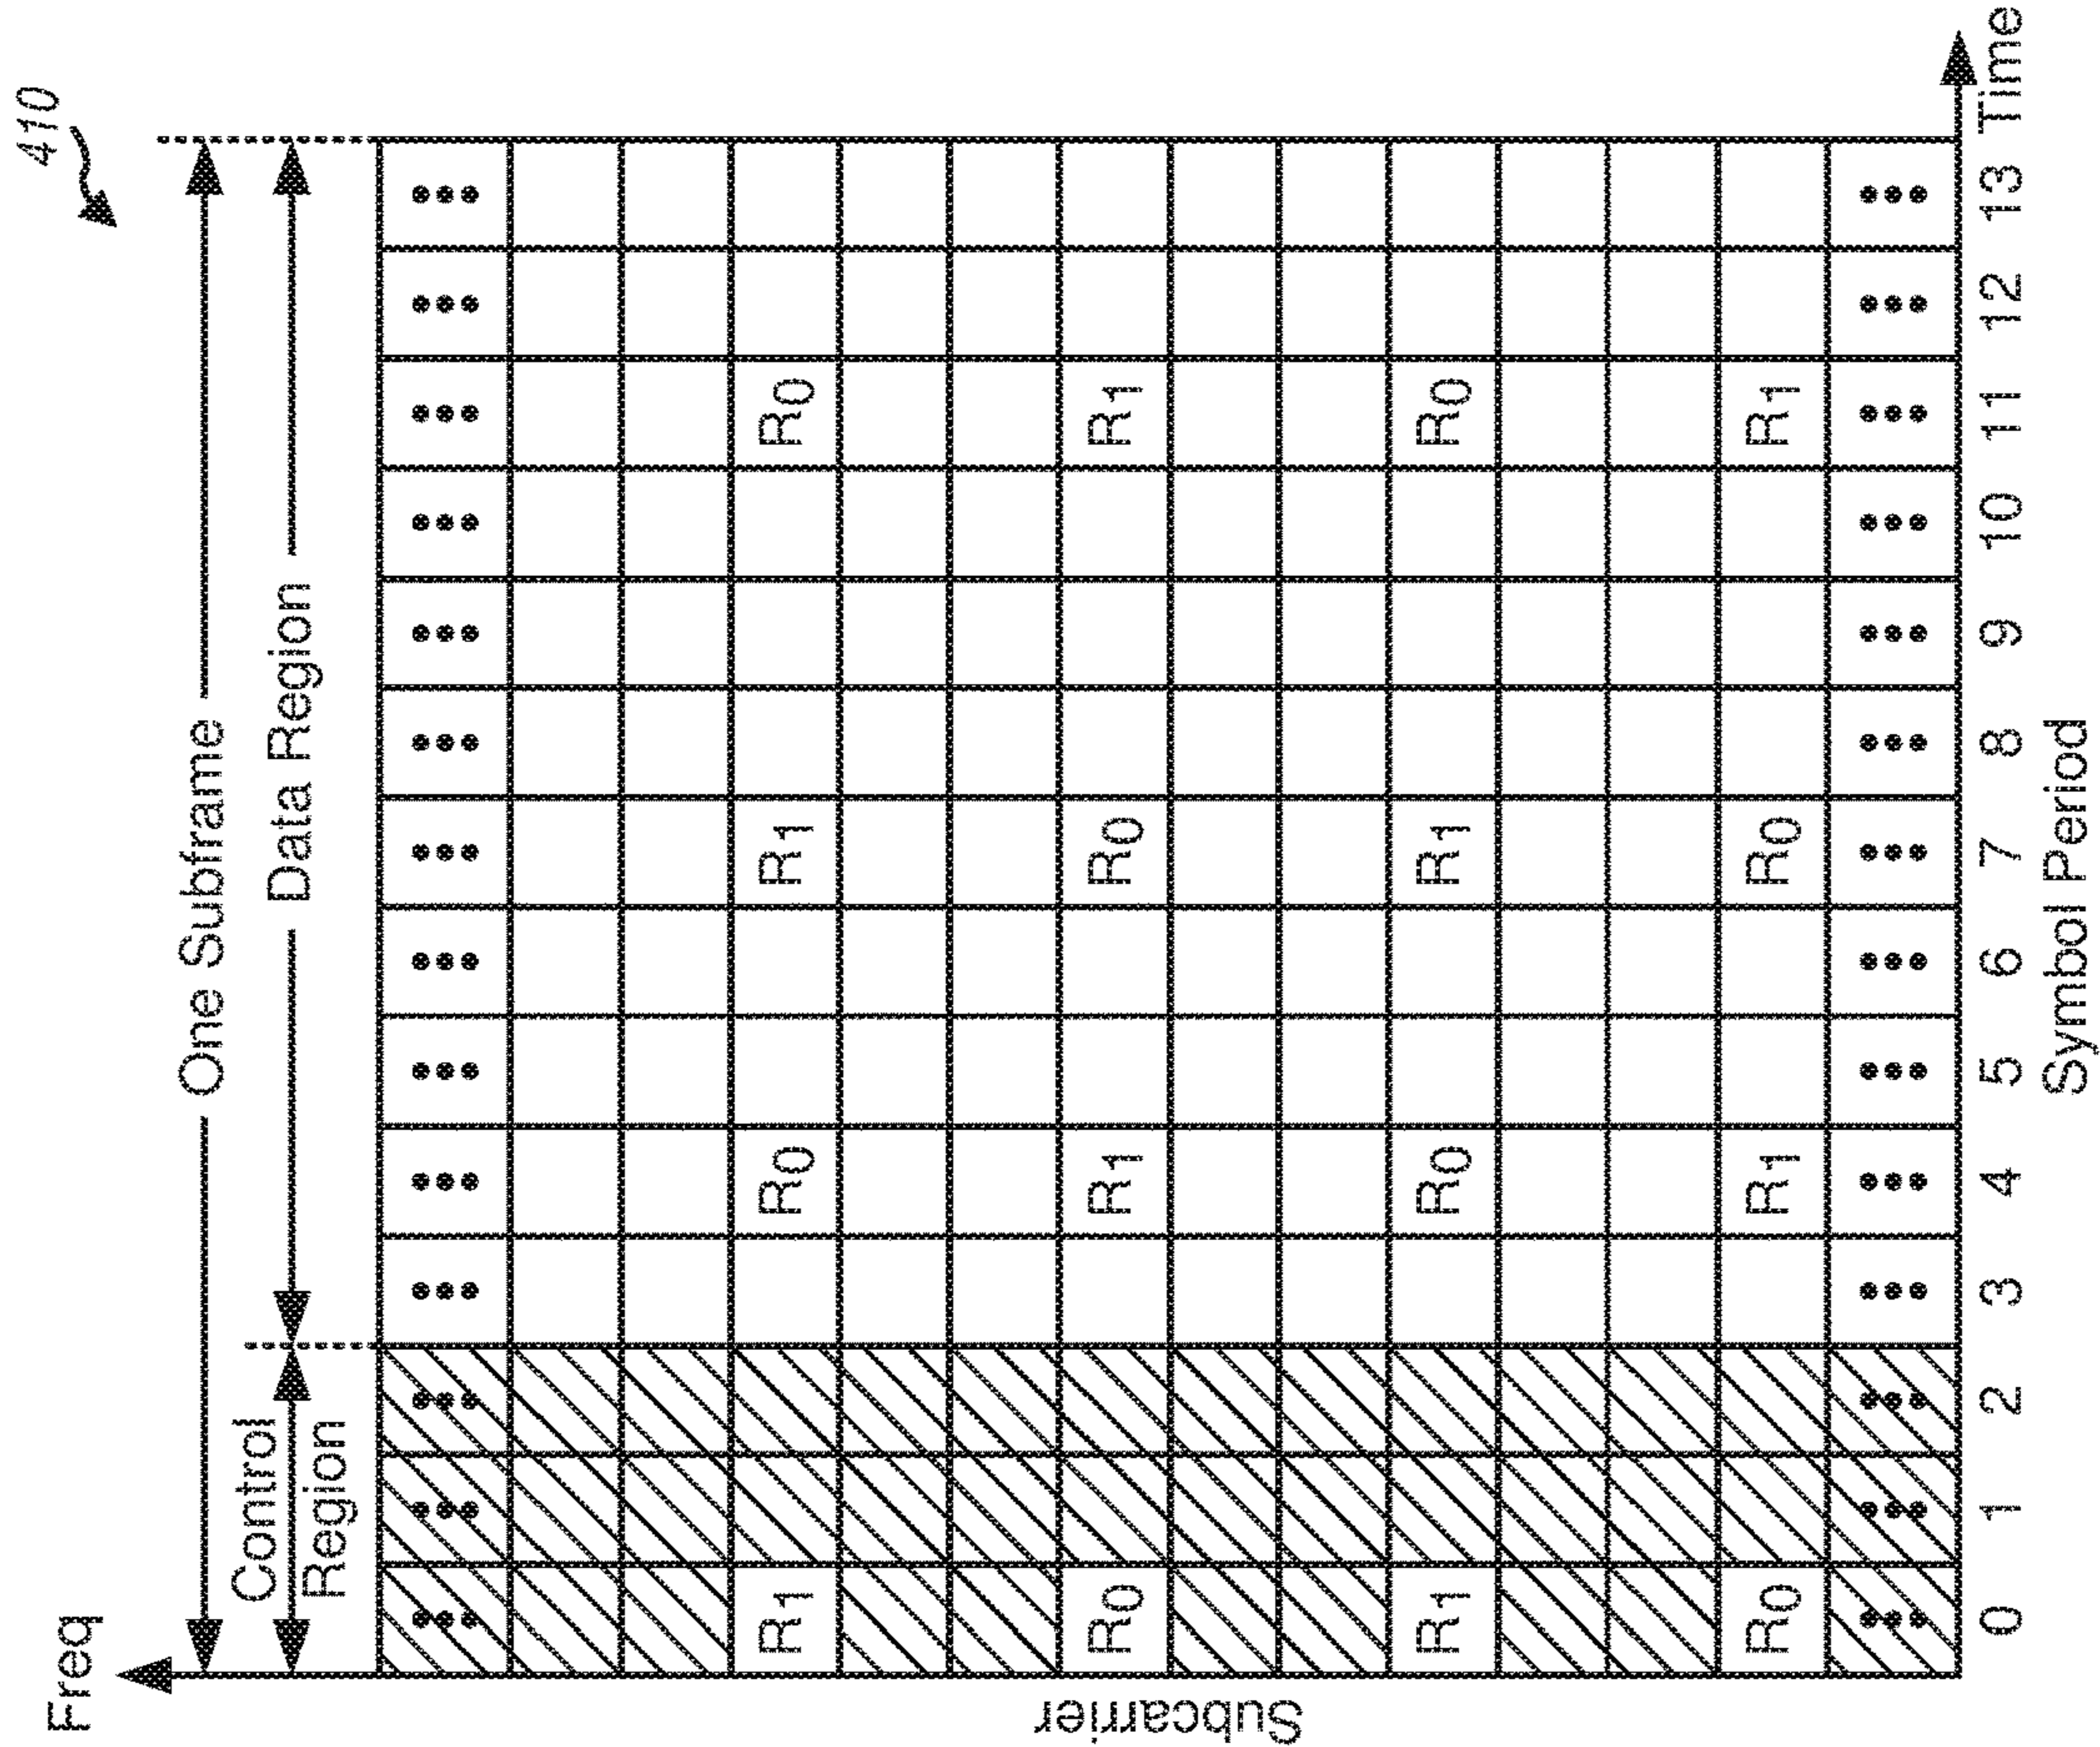 410
Freq
One Subframe
Control
Region
Data Region
... ... ... ... ... ... ... ... ... ... ... ... ... ...
R1 R0 R1 R0
R0 R1 R0 R1
Subcarrier
R1 R0 R1 R0
R0 R1 R0 R1
... ... ... ... ... ... ... ... ... ... ... ... ... ...
0 1 2 3 4 5 6 7 8 9 10 11 12 13 Time
Symbol Period